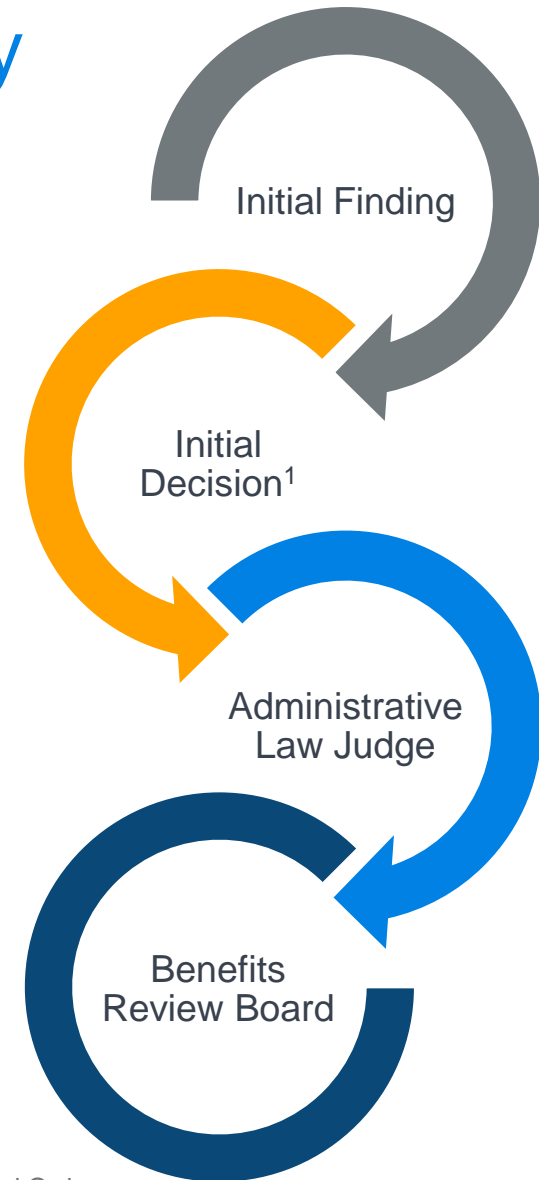 y
Initial Finding
Initial
Decision¹
Administrative
Law Judge
Benefits
Review Board